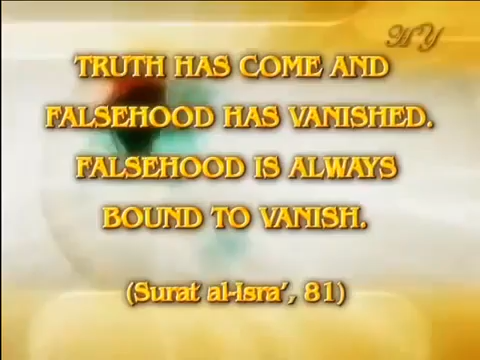 HY
TRUTH HAS COME AND
FALSEHOOD HAS VANISHED.
FALSEHOOD IS ALWAYS
BOUND TO VANISH.
(Surat al-Isra', 81)